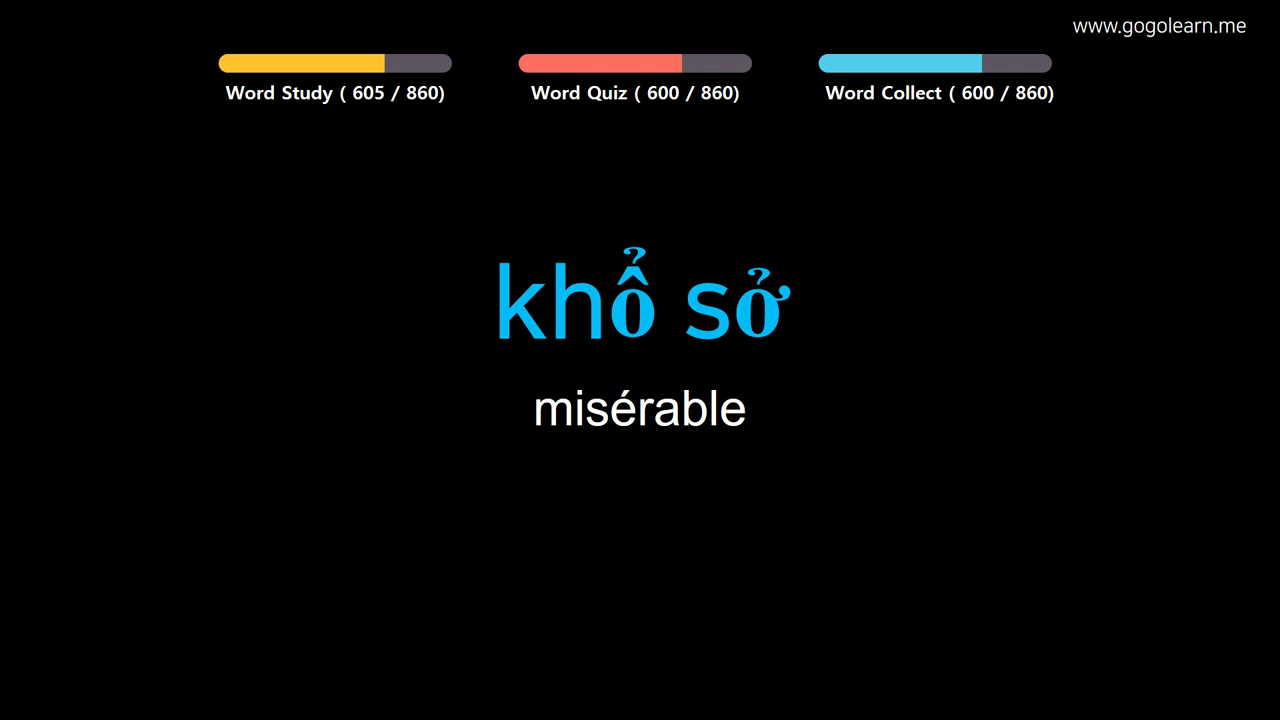 www.gogolearn.me
Word Study ( 605 / 860)
Word Quiz ( 600 / 860)
Word Collect ( 600 / 860)
khổ sở
misérable